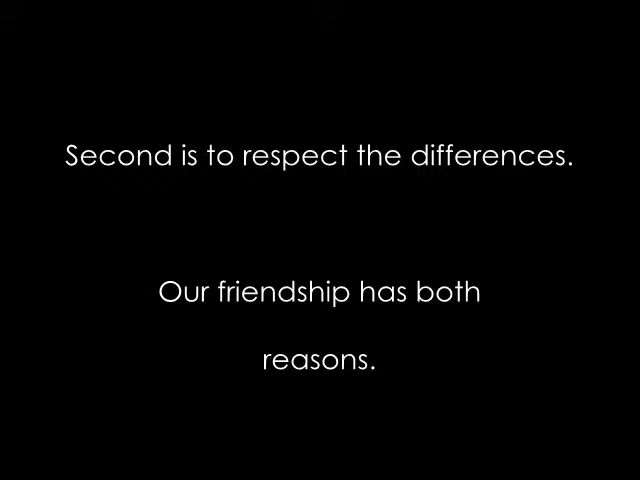 Second is to respect the differences.
Our friendship has both
reasons.